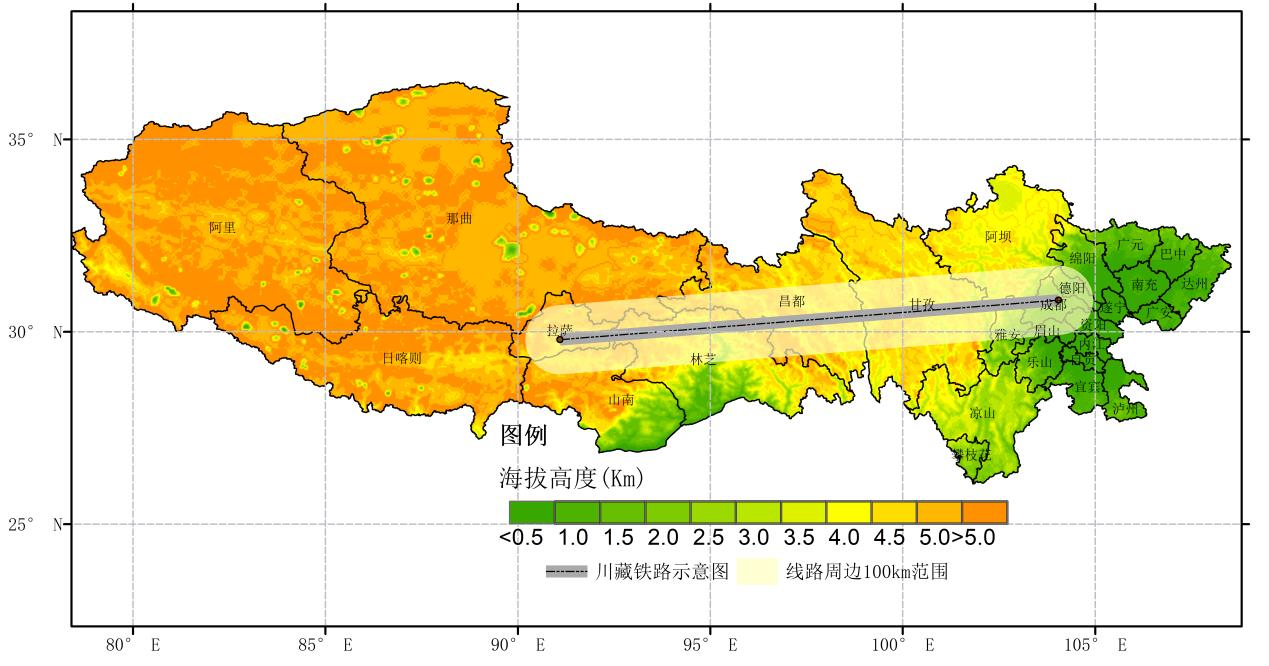 35° N
30° N
25° N
阿里
那曲
日喀则
拉萨
山南
林芝
昌都
甘孜
阿坝
绵阳
广元
巴中
德阳
南充
达州
成都
遂宁
广安
资阳
雅安
眉山
内江
乐山
自贡
宜宾
泸州
凉山
攀枝花
图例
海拔高度(Km)
<0.5 1.0 1.5 2.0 2.5 3.0 3.5 4.0 4.5 5.0 >5.0
川藏铁路示意图 线路周边100km范围
80° E 85° E 90° E 95° E 100° E 105° E